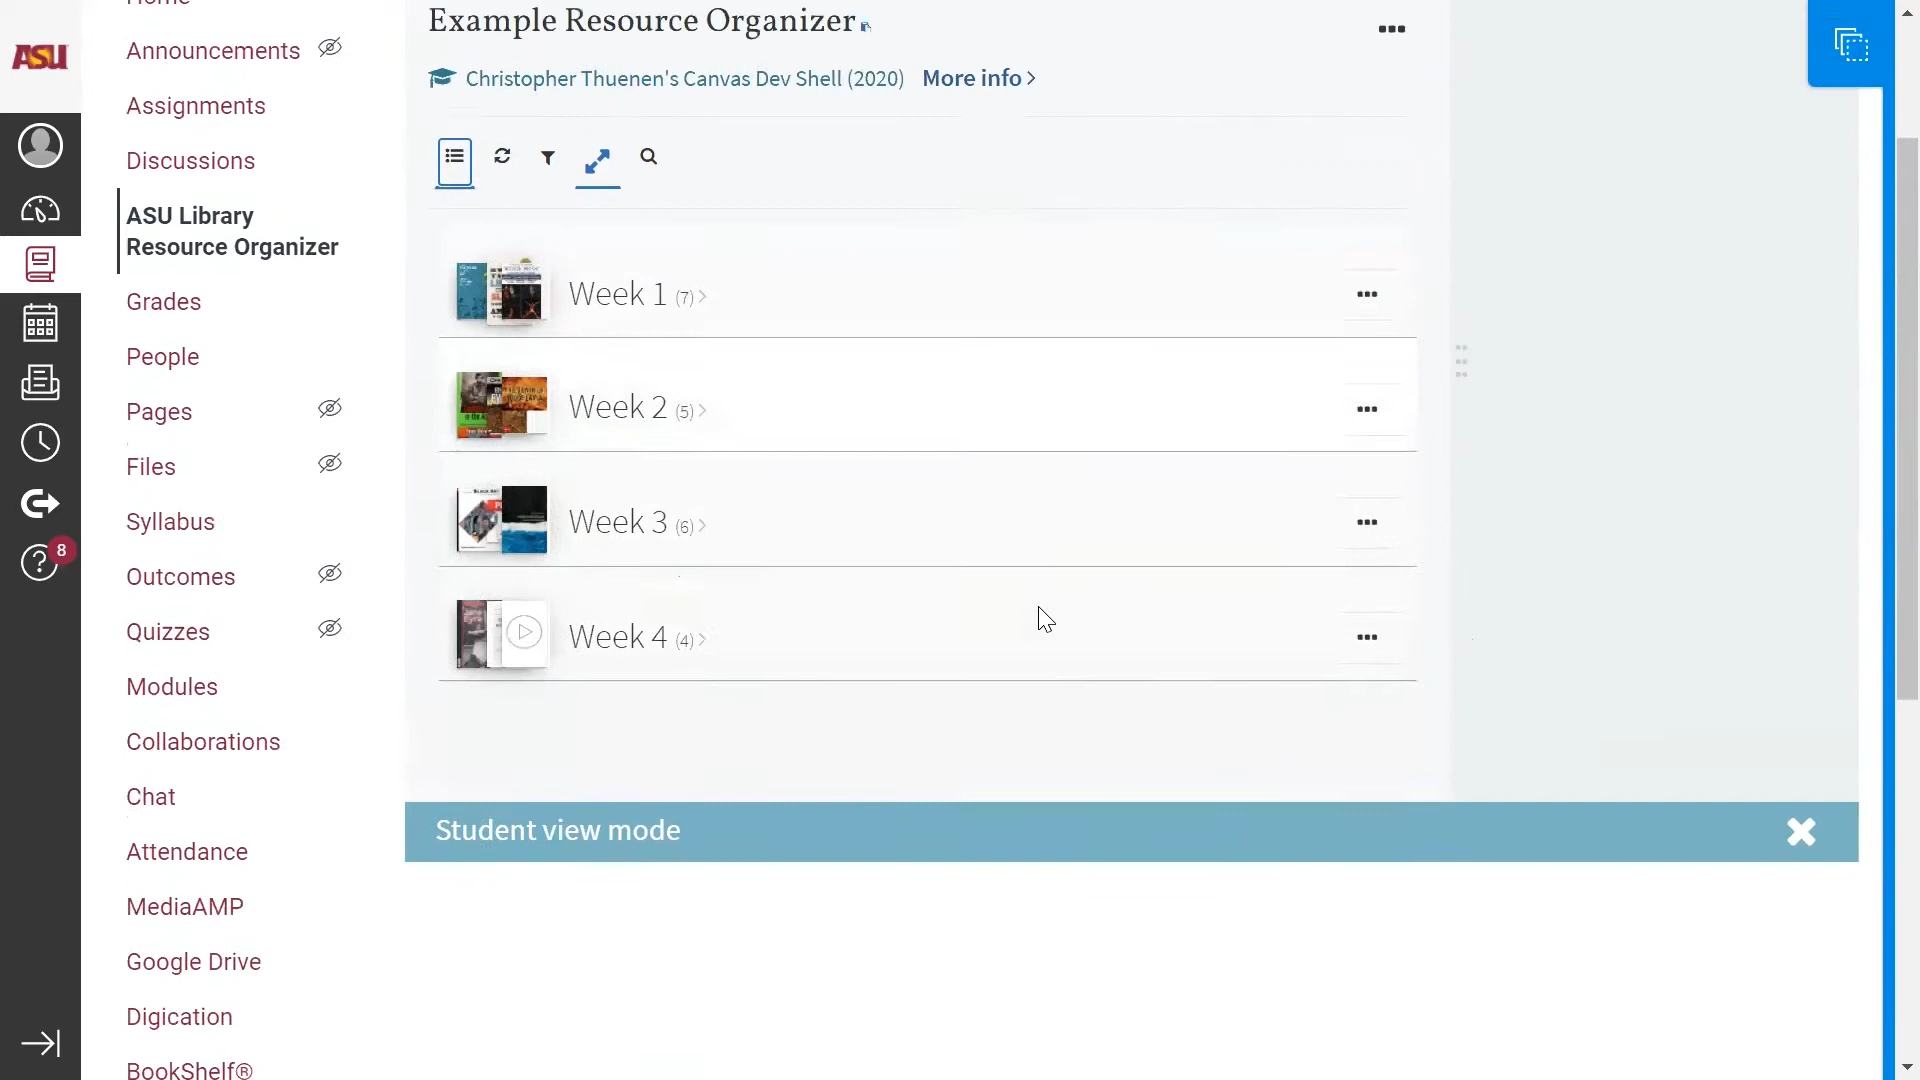 Home
ASU
Announcements
Assignments
Discussions
ASU Library
Resource Organizer
Grades
People
Pages
Files
Syllabus
Outcomes
Quizzes
Modules
Collaborations
Chat
Attendance
MediaAMP
Google Drive
Digication
BookShelf®
8
Example Resource Organizer
Christopher Thuenen's Canvas Dev Shell (2020) More info
Week 1 (7)
Week 2 (5)
Week 3 (6)
Week 4 (4)
Student view mode